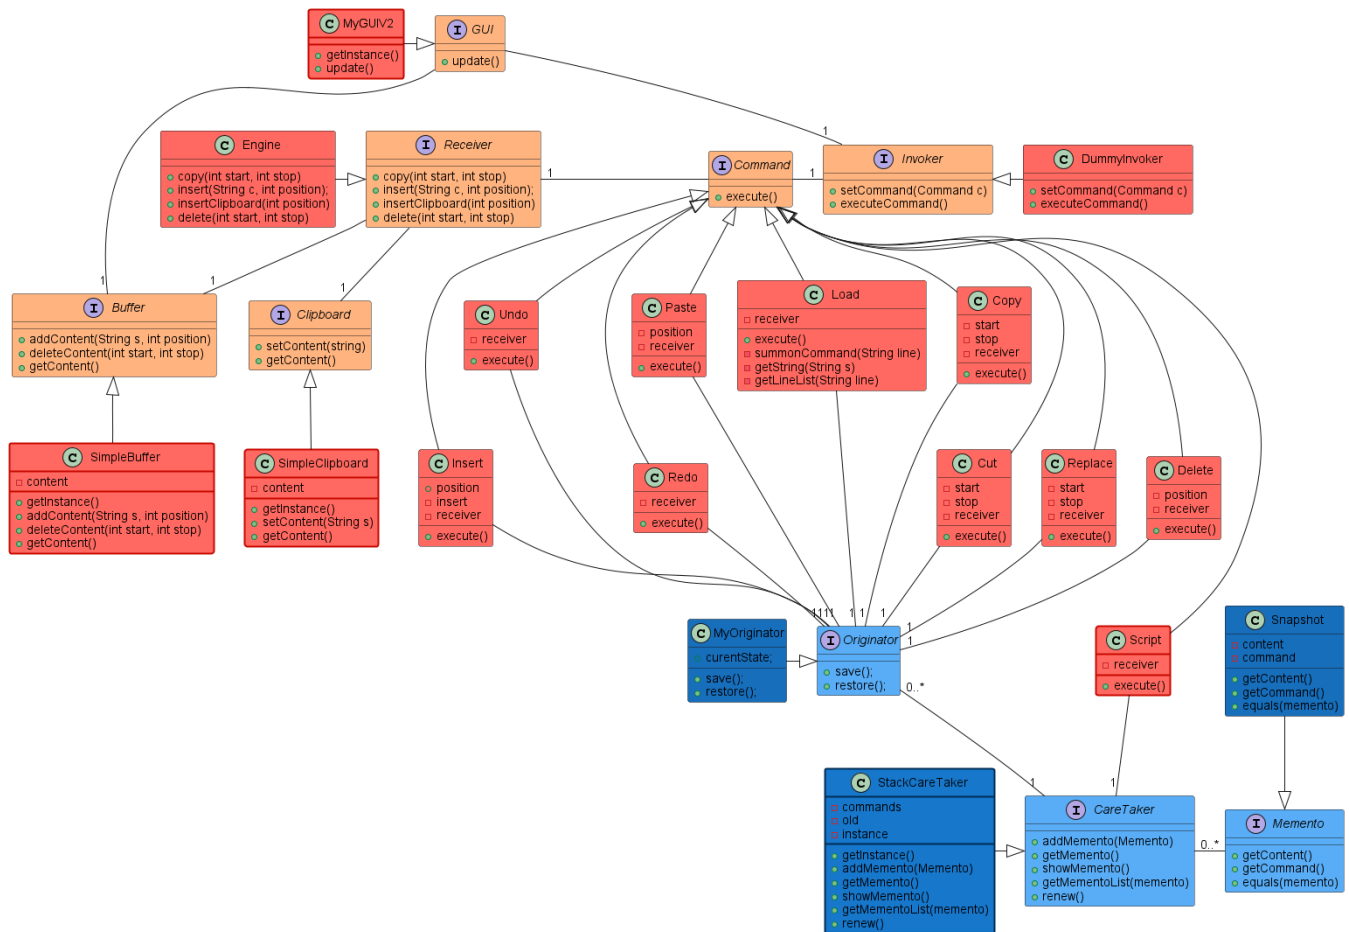 C MyGUIV2
getInstance()
update()
I GUI
update()
1
C Engine
copy(int start, int stop)
insert(String c, int position);
insertClipboard(int position)
delete(int start, int stop)
I Receiver
copy(int start, int stop)
insert(String c, int position);
insertClipboard(int position)
delete(int start, int stop)
1
I Command
execute()
1
I Invoker
setCommand(Command c)
executeCommand()
C DummyInvoker
setCommand(Command c)
executeCommand()
1
1
1
I Buffer
addContent(String s, int position)
deleteContent(int start, int stop)
getContent()
I Clipboard
setContent(string)
getContent()
C Undo
receiver
execute()
C Paste
position
receiver
execute()
C Load
receiver
execute()
summonCommand(String line)
getString(String s)
getLineList(String line)
C Copy
start
stop
receiver
execute()
C SimpleBuffer
content
getInstance()
addContent(String s, int position)
deleteContent(int start, int stop)
getContent()
C SimpleClipboard
content
getInstance()
setContent(String s)
getContent()
C Insert
position
insert
receiver
execute()
C Redo
receiver
execute()
C Cut
start
stop
receiver
execute()
C Replace
start
stop
receiver
execute()
C Delete
position
receiver
execute()
1111
1
1
1
1
1
C MyOriginator
curentState;
save();
restore();
I Originator
save();
restore();
0..*
C Script
receiver
execute()
C Snapshot
content
command
getContent()
getCommand()
equals(memento)
1
1
C StackCareTaker
commands
old
instance
getInstance()
addMemento(Memento)
getMemento()
showMemento()
getMementoList(memento)
renew()
I CareTaker
addMemento(Memento)
getMemento()
showMemento()
getMementoList(memento)
renew()
0..*
I Memento
getContent()
getCommand()
equals(memento)